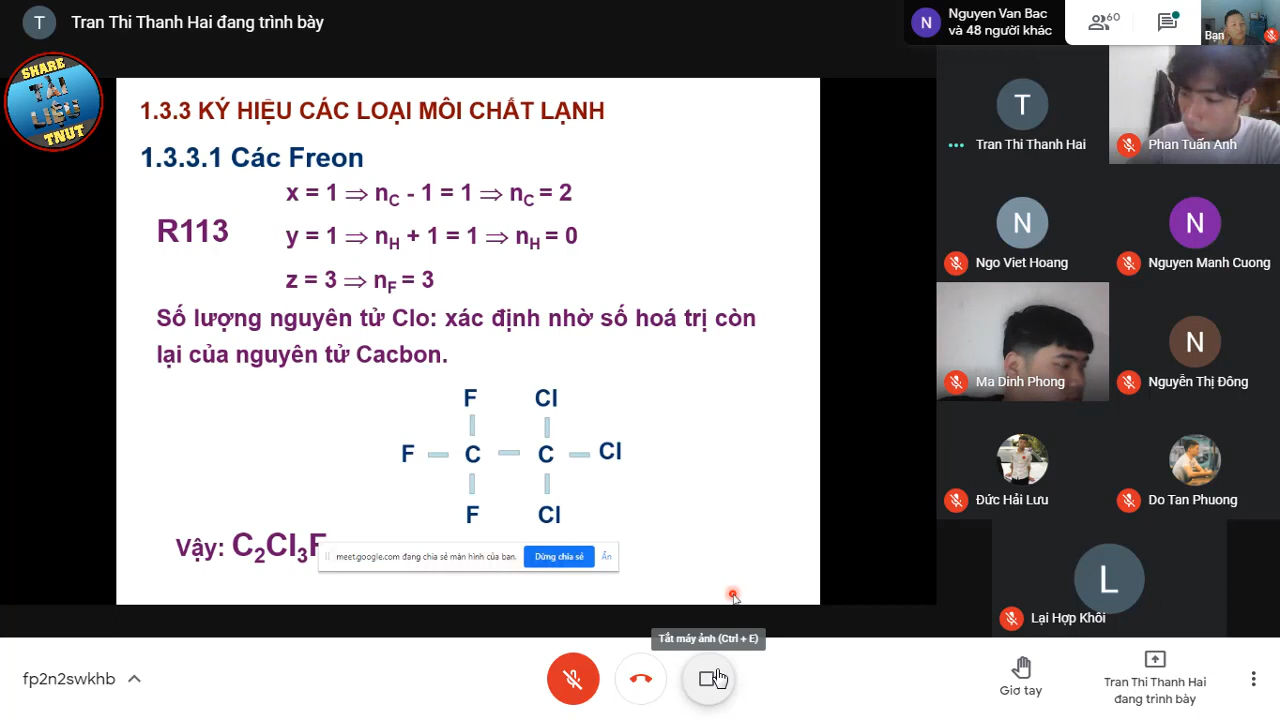 T
Tran Thi Thanh Hai đang trình bày
N
Nguyen Van Bac
và 48 người khác
60
Bạn
SHARE
TÀI
LIỆU
TNUT
1.3.3 KÝ HIỆU CÁC LOẠI MÔI CHẤT LẠNH
1.3.3.1 Các Freon
x = 1 ⇒ nC - 1 = 1 ⇒ nC = 2
R113
y = 1 ⇒ nH + 1 = 1 ⇒ nH = 0
z = 3 ⇒ nF = 3
Số lượng nguyên tử Clo: xác định nhờ số hoá trị còn
lại của nguyên tử Cacbon.
F Cl
F C C Cl
F Cl
Vậy: C2Cl3F
meet.google.com đang chia sẻ màn hình của bạn.
Dừng chia sẻ
Ẩn
T
Tran Thi Thanh Hai
Phan Tuấn Anh
N
Ngo Viet Hoang
N
Nguyen Manh Cuong
Ma Dinh Phong
N
Nguyễn Thị Đông
Đức Hải Lưu
Do Tan Phuong
L
Lại Hợp Khôi
Tắt máy ảnh (Ctrl + E)
fp2n2swkhb
Giơ tay
Tran Thi Thanh Hai
đang trình bày